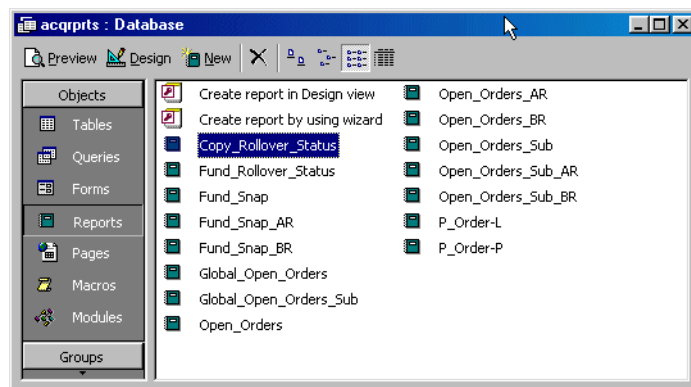 acqrprts : Database
Preview Design New
Objects
Tables
Queries
Forms
Reports
Pages
Macros
Modules
Groups
Create report in Design view
Create report by using wizard
Copy_Rollover_Status
Fund_Rollover_Status
Fund_Snap
Fund_Snap_AR
Fund_Snap_BR
Global_Open_Orders
Global_Open_Orders_Sub
Open_Orders
Open_Orders_AR
Open_Orders_BR
Open_Orders_Sub
Open_Orders_Sub_AR
Open_Orders_Sub_BR
P_Order-L
P_Order-P